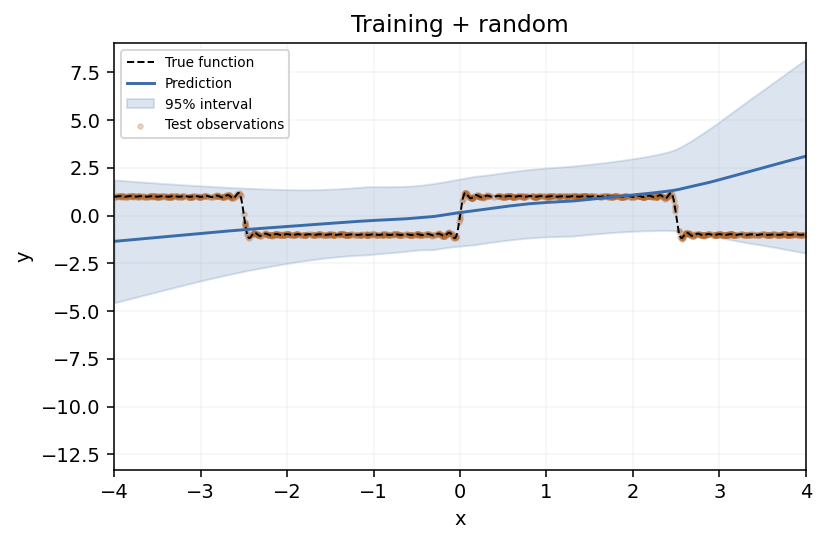 Training + random
True function
Prediction
95% interval
Test observations
7.5
5.0
2.5
0.0
−2.5
−5.0
−7.5
−10.0
−12.5
y
−4 −3 −2 −1 0 1 2 3 4
x